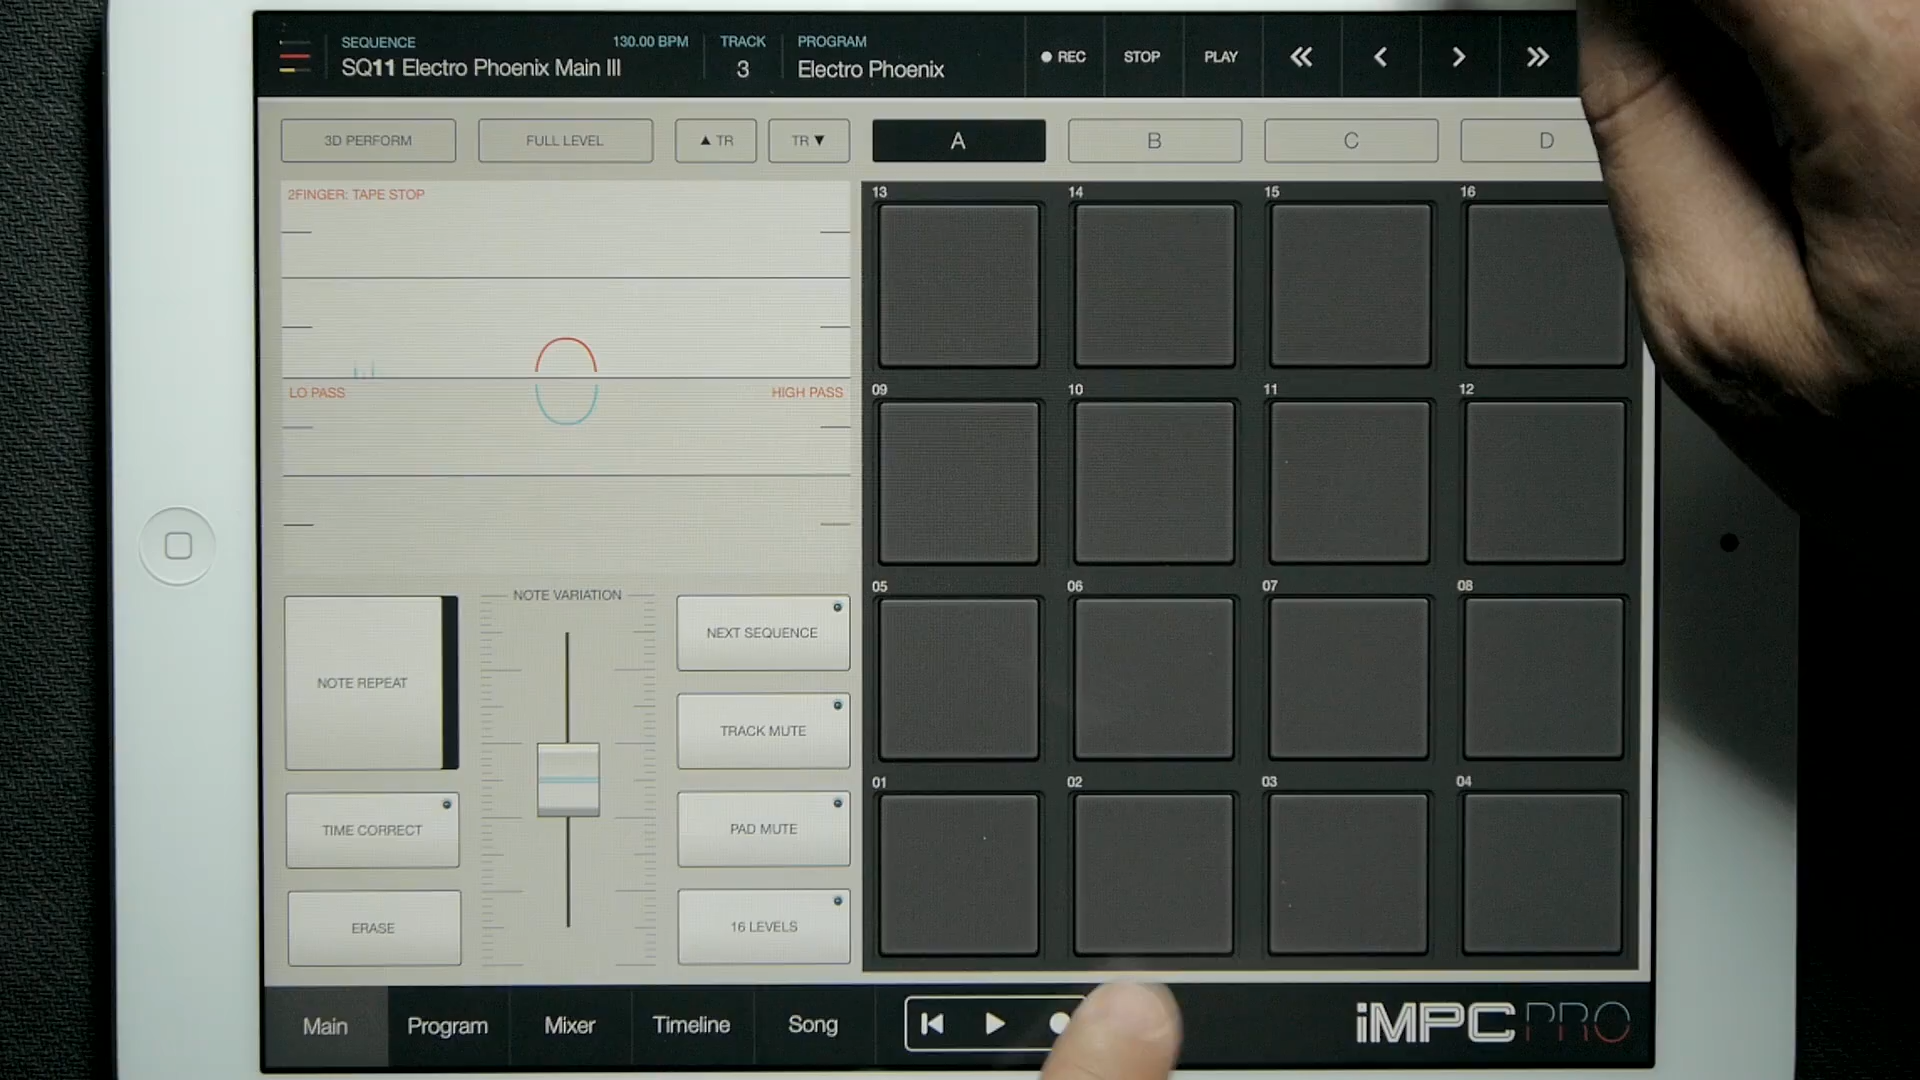 SEQUENCE 130.00 BPM TRACK PROGRAM
SQ11 Electro Phoenix Main III 3 Electro Phoenix
REC STOP PLAY
3D PERFORM FULL LEVEL ▲ TR TR ▼ A B C D
2FINGER: TAPE STOP
LO PASS HIGH PASS
13 14 15 16
09 10 11 12
05 06 07 08
01 02 03 04
NOTE VARIATION
NOTE REPEAT
TIME CORRECT
ERASE
NEXT SEQUENCE
TRACK MUTE
PAD MUTE
16 LEVELS
Main Program Mixer Timeline Song
iMPC PRO